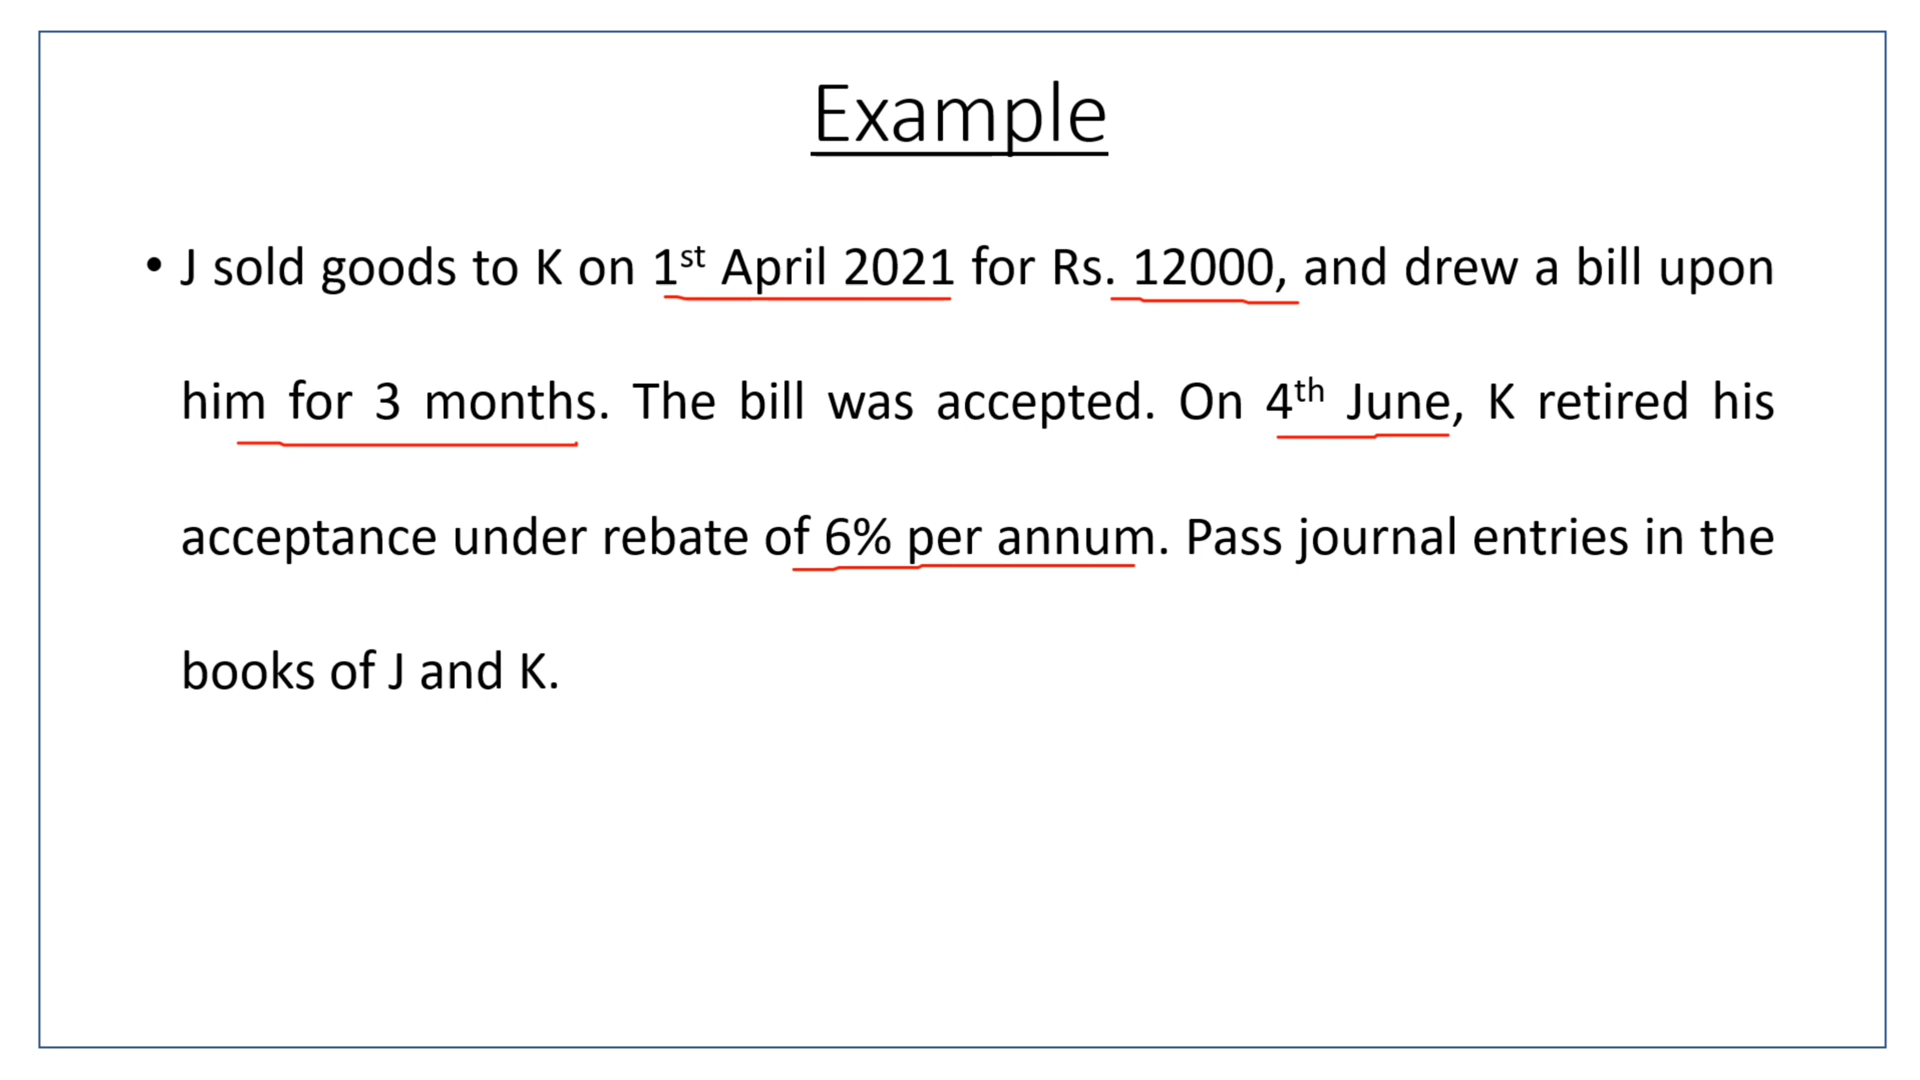 Example
• J sold goods to K on 1st April 2021 for Rs. 12000, and drew a bill upon
him for 3 months. The bill was accepted. On 4th June, K retired his
acceptance under rebate of 6% per annum. Pass journal entries in the
books of J and K.